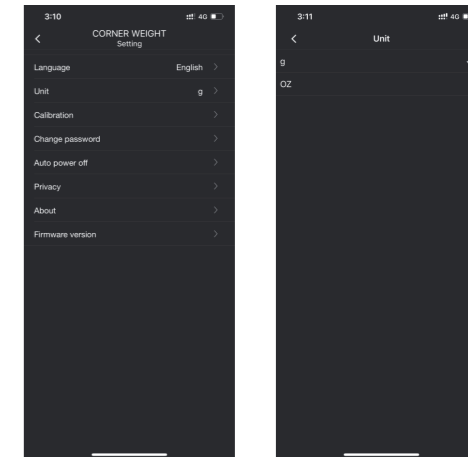 3:10
4G
CORNER WEIGHT
Setting
Language English
Unit g
Calibration
Change password
Auto power off
Privacy
About
Firmware version
3:11
4G
Unit
g
OZ